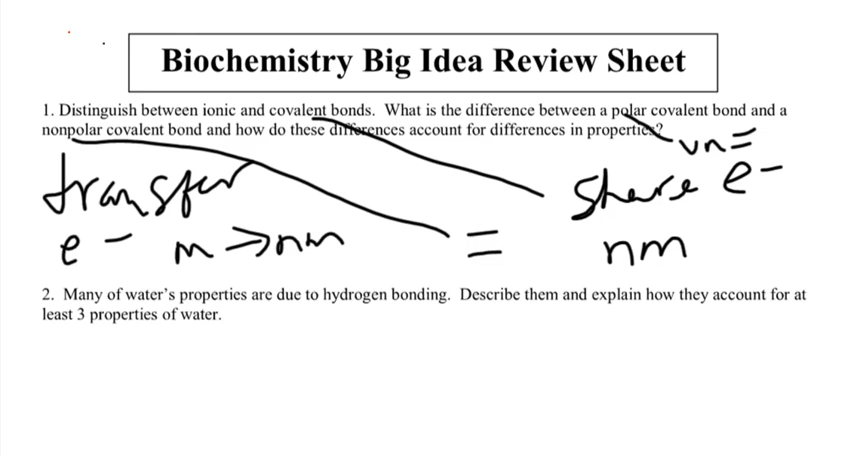 Biochemistry Big Idea Review Sheet
1. Distinguish between ionic and covalent bonds. What is the difference between a polar covalent bond and a
nonpolar covalent bond and how do these differences account for differences in properties?
un=
transfer
share e-
e- m→nm
=
nm
2. Many of water's properties are due to hydrogen bonding. Describe them and explain how they account for at
least 3 properties of water.